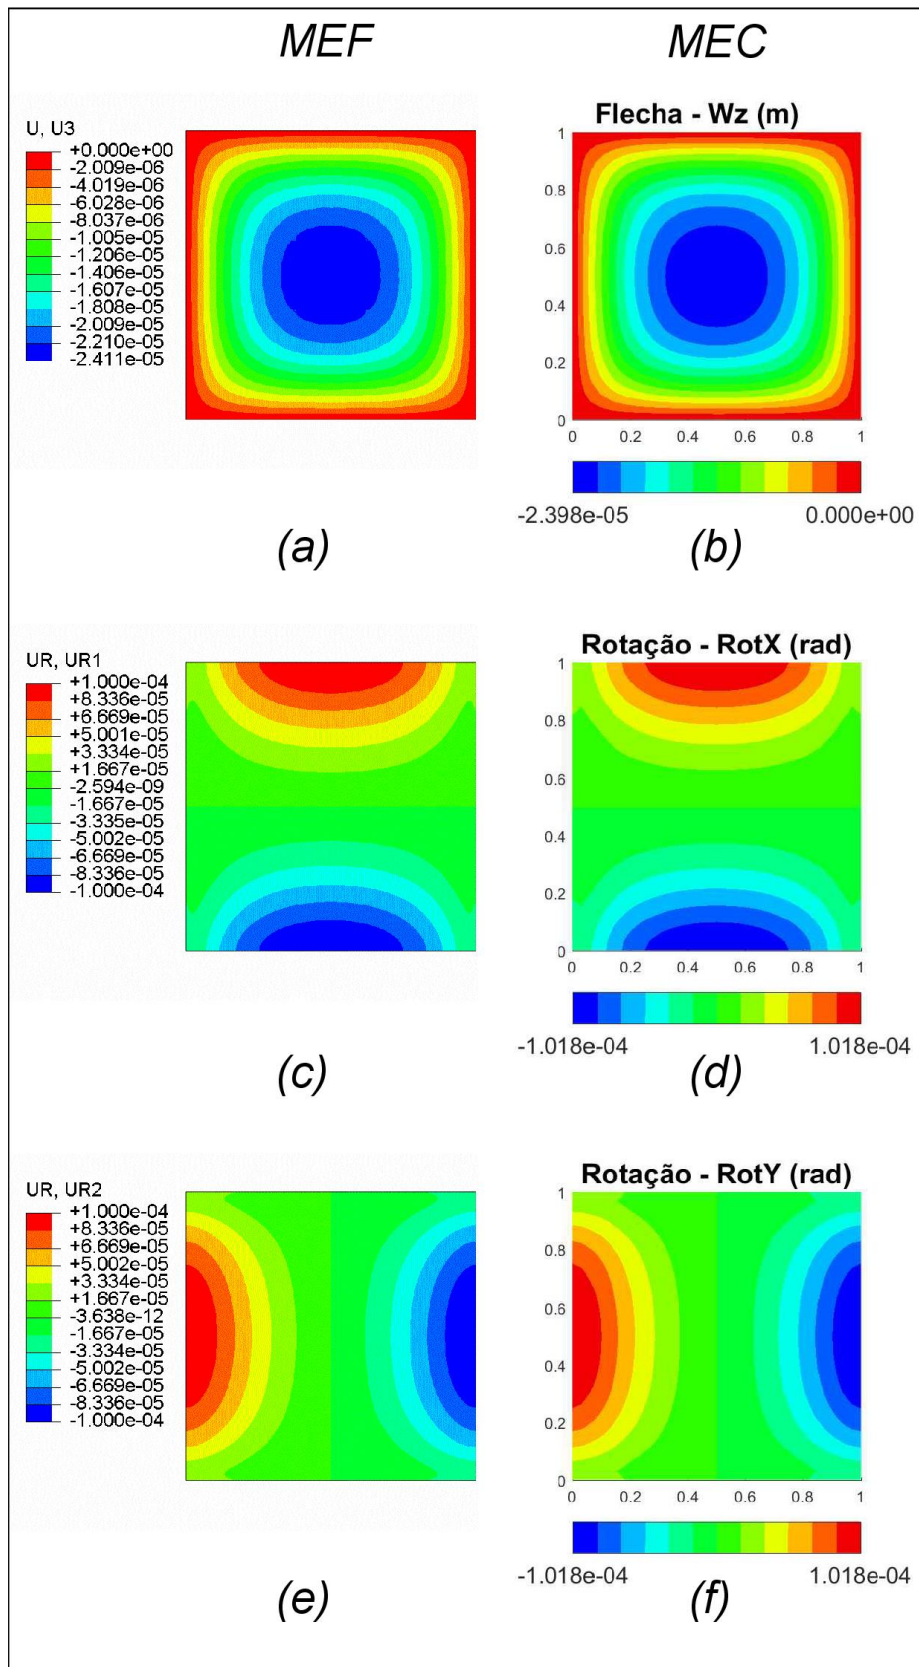 MEF MEC
U, U3
+0.000e+00
-2.009e-06
-4.019e-06
-6.028e-06
-8.037e-06
-1.005e-05
-1.206e-05
-1.406e-05
-1.607e-05
-1.808e-05
-2.009e-05
-2.210e-05
-2.411e-05
Flecha - Wz (m)
1
0.8
0.6
0.4
0.2
0
0 0.2 0.4 0.6 0.8 1
-2.398e-05 0.000e+00
(a) (b)
UR, UR1
+1.000e-04
+8.336e-05
+6.669e-05
+5.001e-05
+3.334e-05
+1.667e-05
-2.594e-09
-1.667e-05
-3.335e-05
-5.002e-05
-6.669e-05
-8.336e-05
-1.000e-04
Rotação - RotX (rad)
1
0.8
0.6
0.4
0.2
0
0 0.2 0.4 0.6 0.8 1
-1.018e-04 1.018e-04
(c) (d)
UR, UR2
+1.000e-04
+8.336e-05
+6.669e-05
+5.002e-05
+3.334e-05
+1.667e-05
-3.638e-12
-1.667e-05
-3.334e-05
-5.002e-05
-6.669e-05
-8.336e-05
-1.000e-04
Rotação - RotY (rad)
1
0.8
0.6
0.4
0.2
0
0 0.2 0.4 0.6 0.8 1
-1.018e-04 1.018e-04
(e) (f)